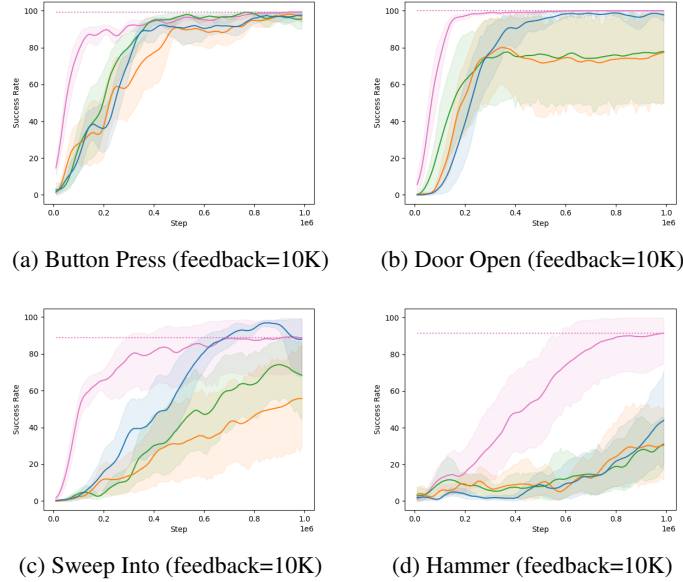 100
80
60
40
20
0
Success Rate
0.0 0.2 0.4 0.6 0.8 1.0
Step
1e6
(a) Button Press (feedback=10K)
100
80
60
40
20
0
Success Rate
0.0 0.2 0.4 0.6 0.8 1.0
Step
1e6
(b) Door Open (feedback=10K)
100
80
60
40
20
0
Success Rate
0.0 0.2 0.4 0.6 0.8 1.0
Step
1e6
(c) Sweep Into (feedback=10K)
100
80
60
40
20
0
Success Rate
0.0 0.2 0.4 0.6 0.8 1.0
Step
1e6
(d) Hammer (feedback=10K)